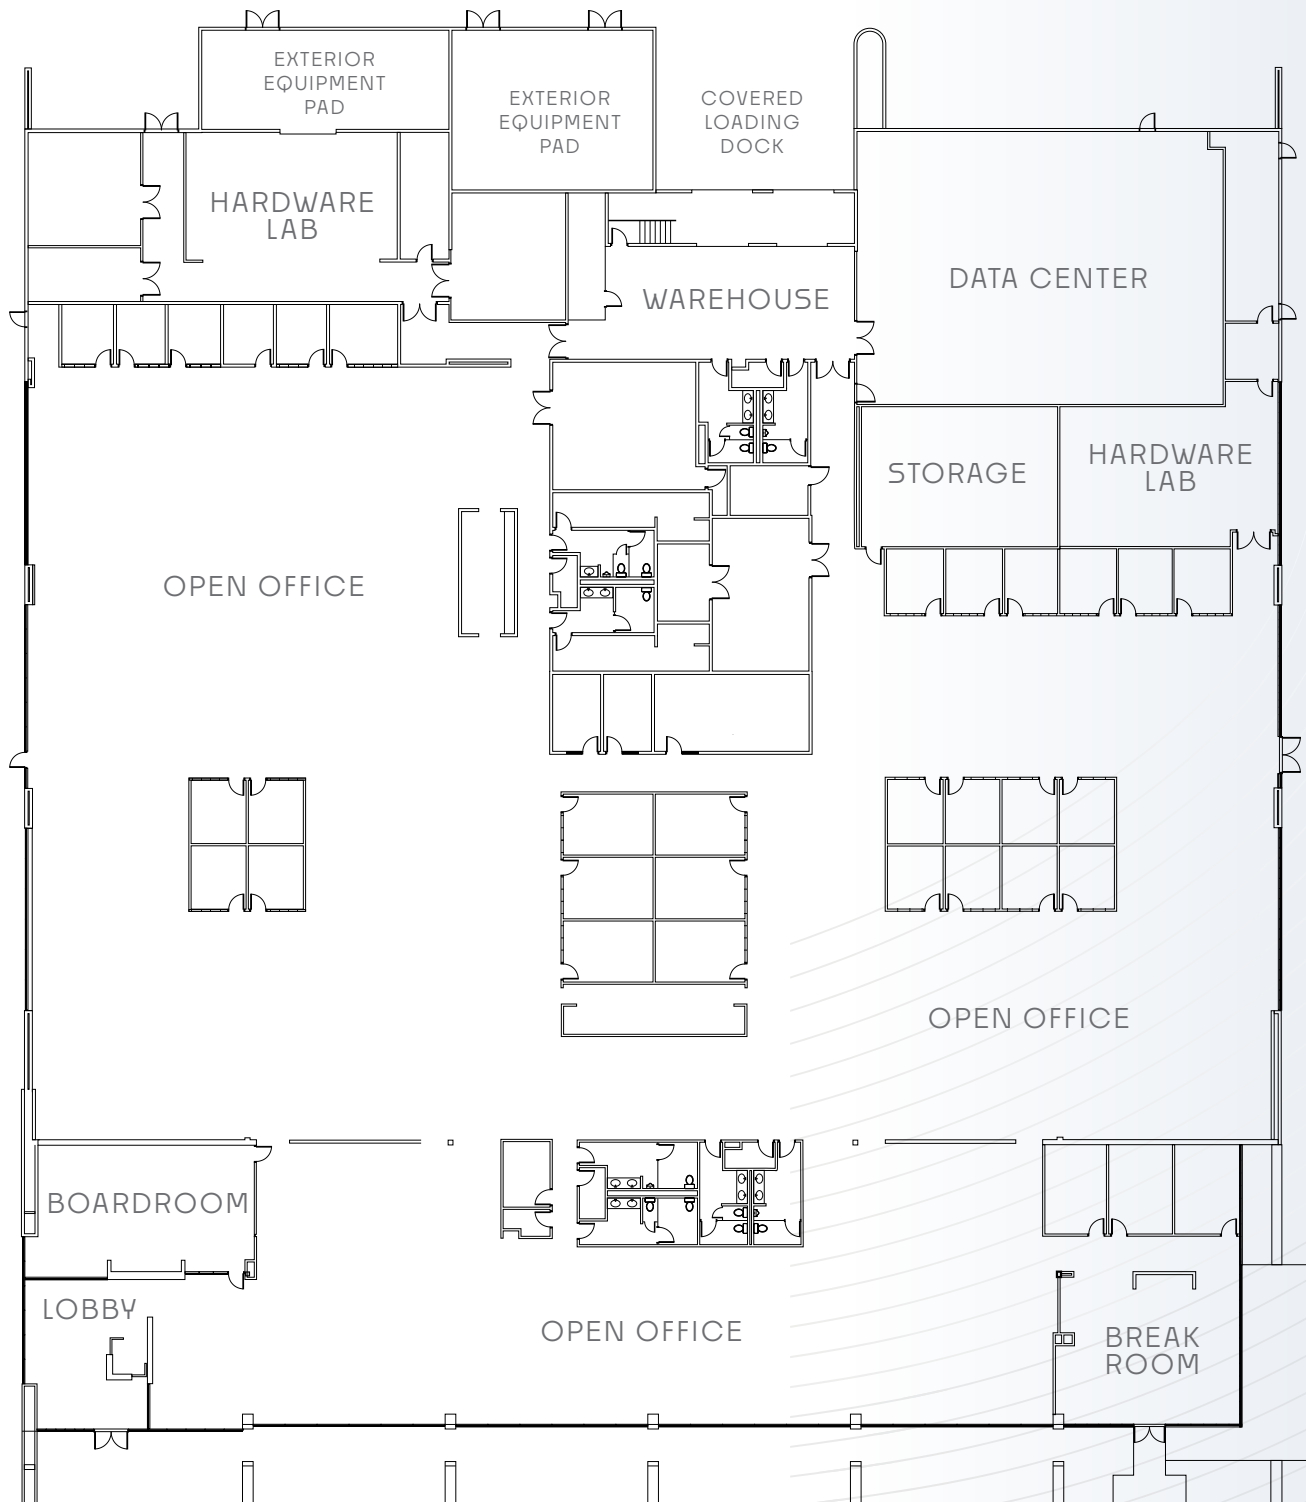 EXTERIOR
EQUIPMENT
PAD
EXTERIOR
EQUIPMENT
PAD
COVERED
LOADING
DOCK
HARDWARE
LAB
WAREHOUSE
DATA CENTER
STORAGE
HARDWARE
LAB
OPEN OFFICE
OPEN OFFICE
BOARDROOM
LOBBY
OPEN OFFICE
BREAK
ROOM